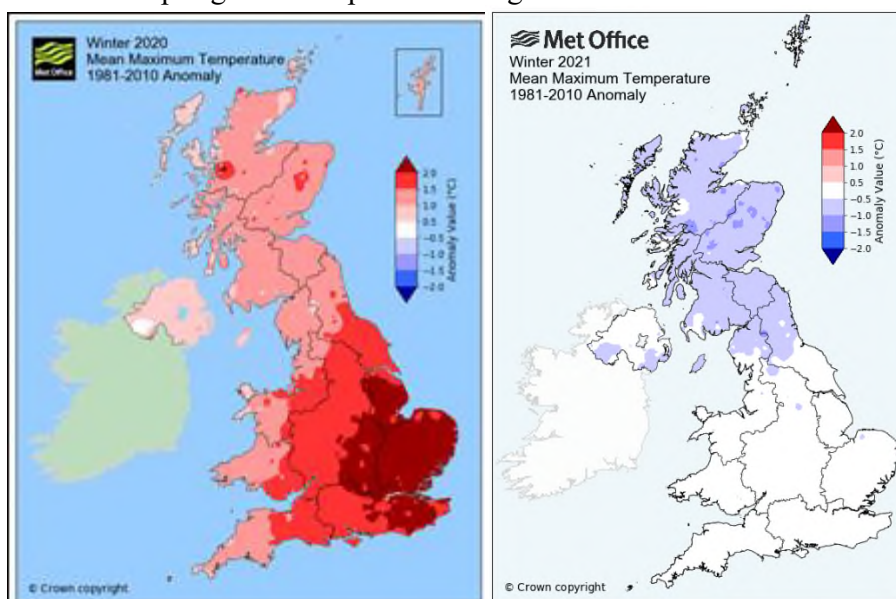 Met Office
Winter 2020
Mean Maximum Temperature
1981-2010 Anomaly
2.0
1.0
0.5
−0.5
−1.0
−1.5
−2.0
Anomaly Value (°C)
© Crown copyright
Met Office
Winter 2021
Mean Maximum Temperature
1981-2010 Anomaly
2.0
1.5
1.0
0.5
−0.5
−1.0
−1.5
−2.0
Anomaly Value (°C)
© Crown copyright